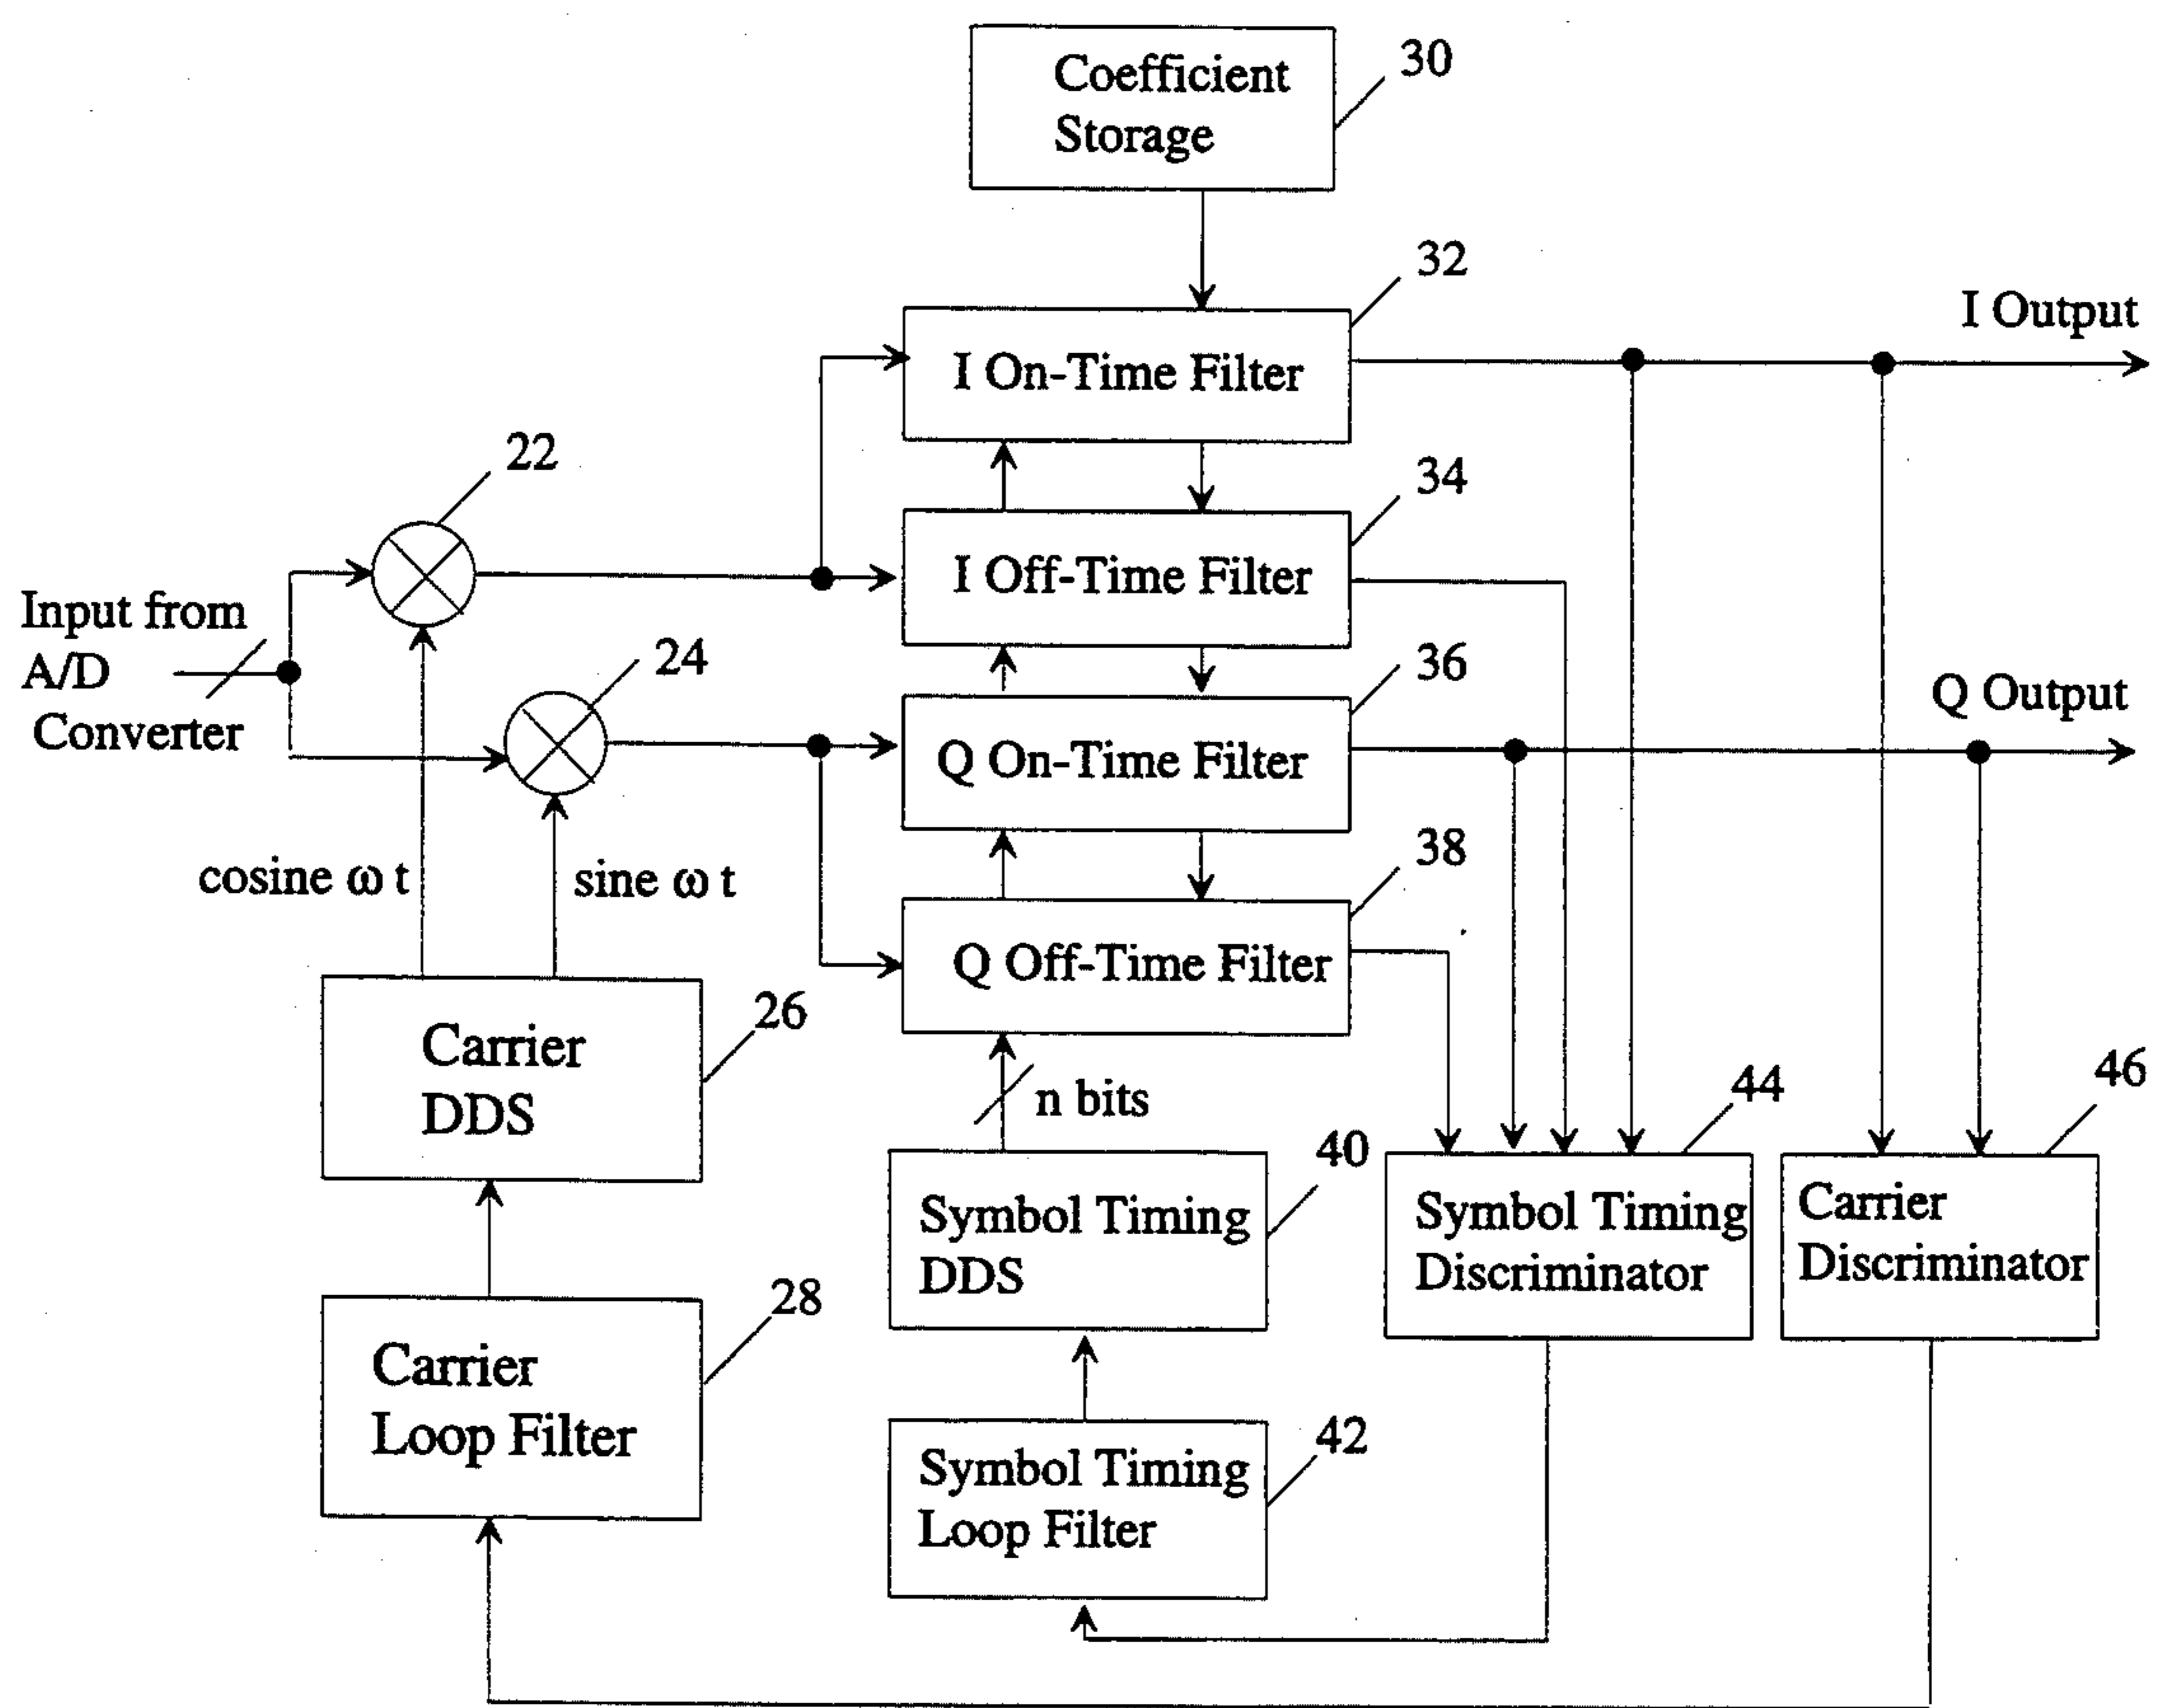 Coefficient
Storage
30
32
I Output
I On-Time Filter
22
34
I Off-Time Filter
Input from
A/D
Converter
24
36
Q Output
Q On-Time Filter
cosine ω t
sine ω t
38
Q Off-Time Filter
26
Carrier
DDS
n bits
40
44
46
Symbol Timing
DDS
Symbol Timing
Discriminator
Carrier
Discriminator
28
Carrier
Loop Filter
42
Symbol Timing
Loop Filter